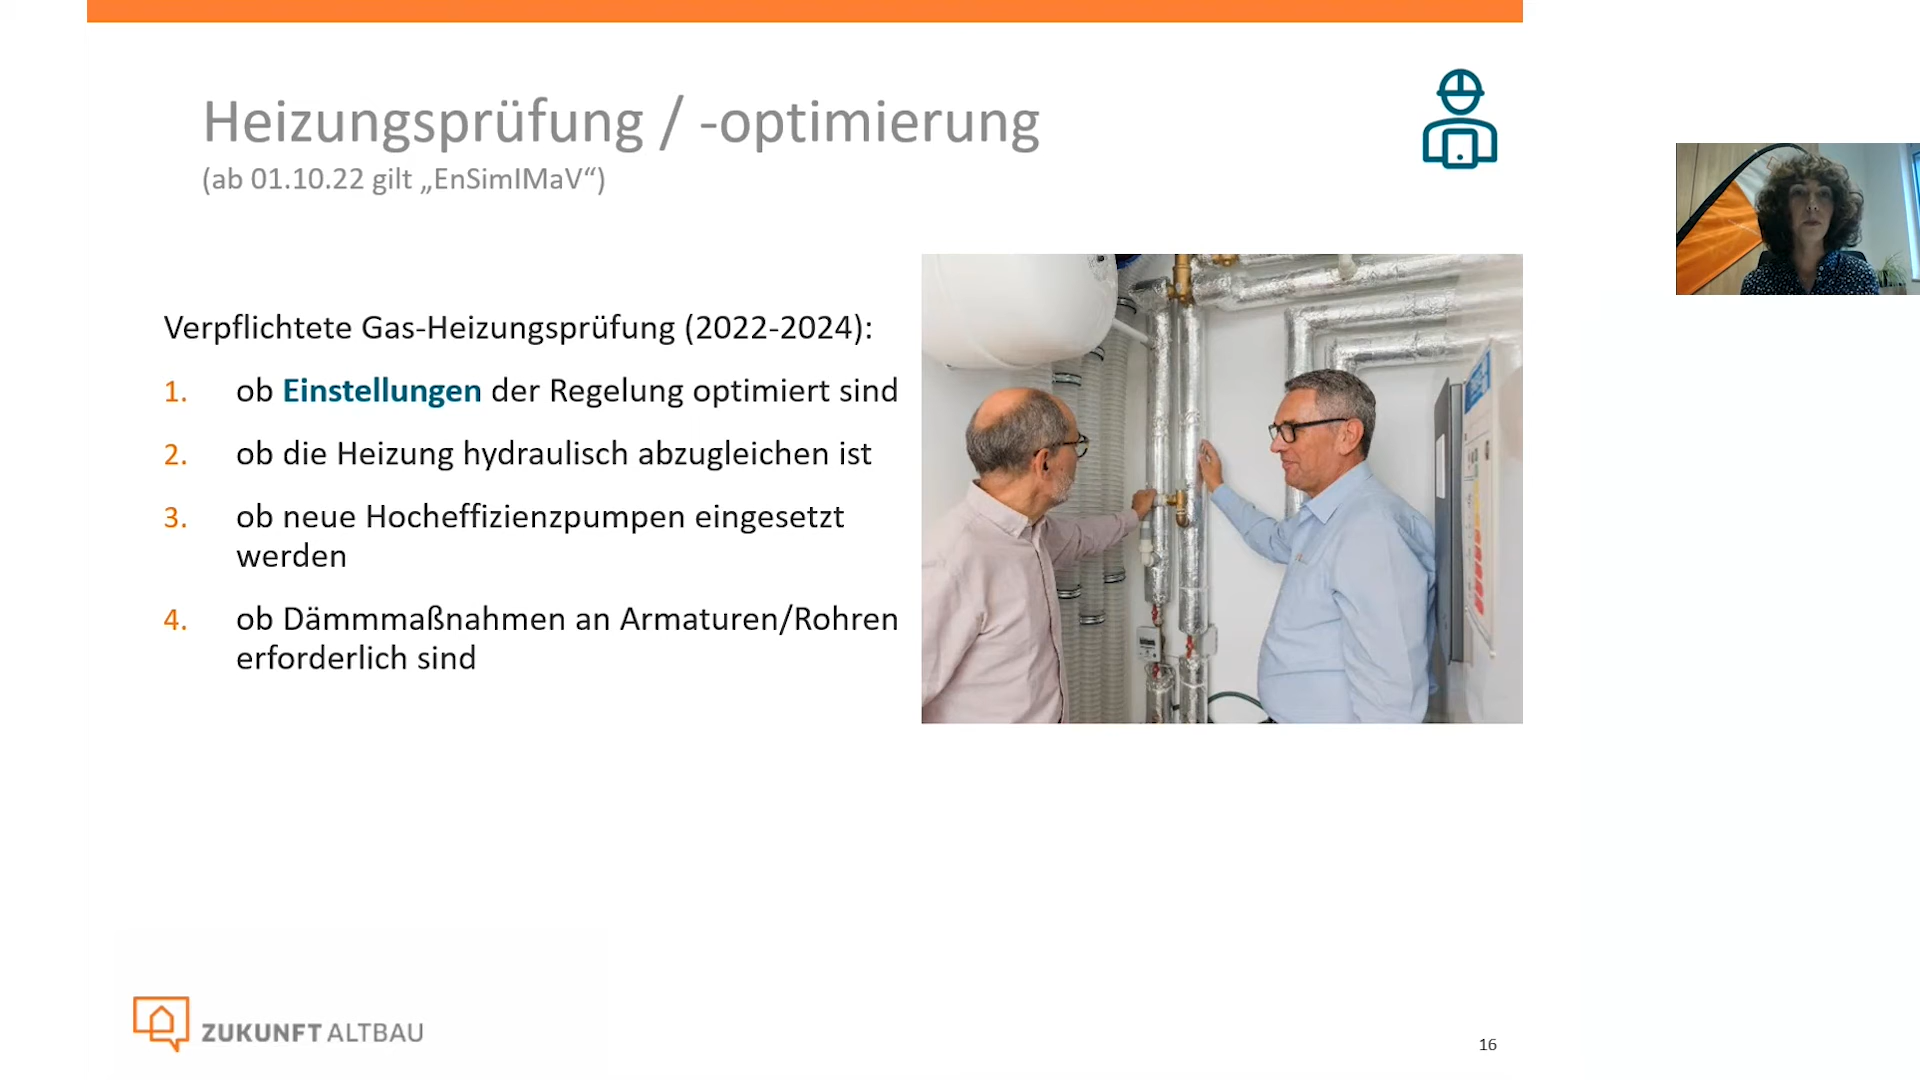 Heizungsprüfung / -optimierung
(ab 01.10.22 gilt „EnSimIMaV“)
Verpflichtete Gas-Heizungsprüfung (2022-2024):
1. ob Einstellungen der Regelung optimiert sind
2. ob die Heizung hydraulisch abzugleichen ist
3. ob neue Hocheffizienzpumpen eingesetzt
werden
4. ob Dämmmaßnahmen an Armaturen/Rohren
erforderlich sind
ZUKUNFT ALTBAU
16